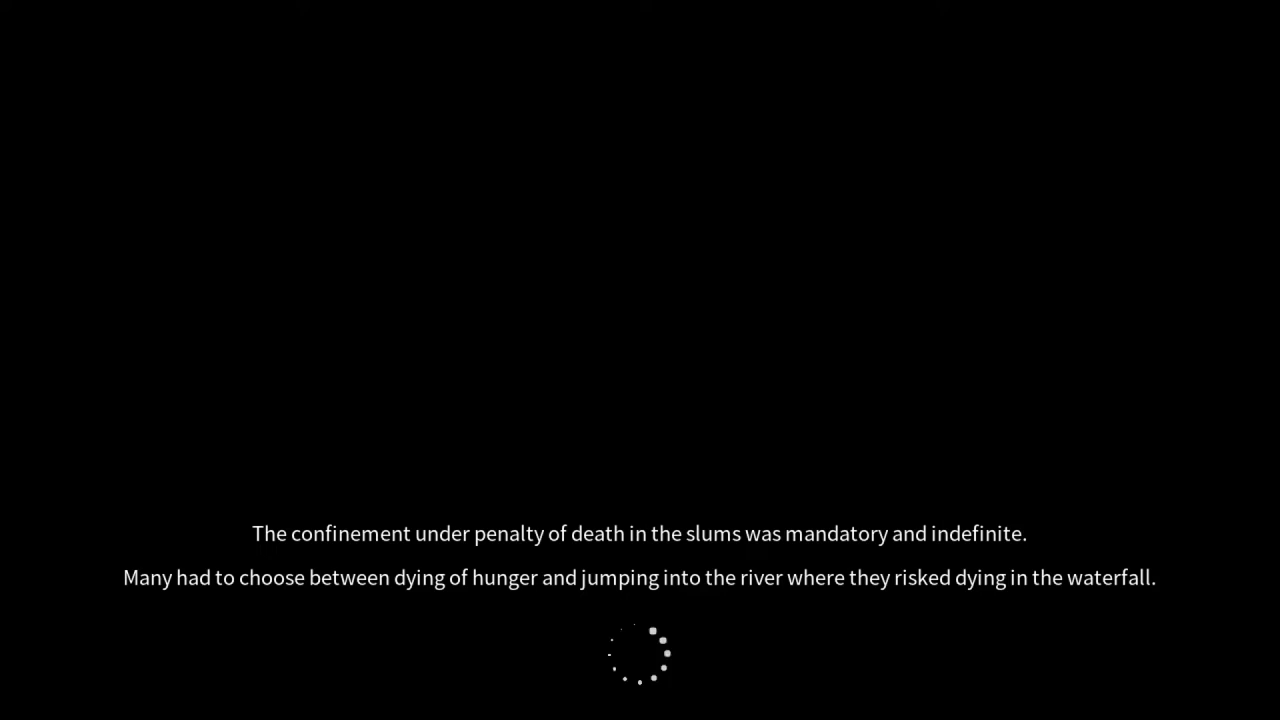 The confinement under penalty of death in the slums was mandatory and indefinite.
Many had to choose between dying of hunger and jumping into the river where they risked dying in the waterfall.